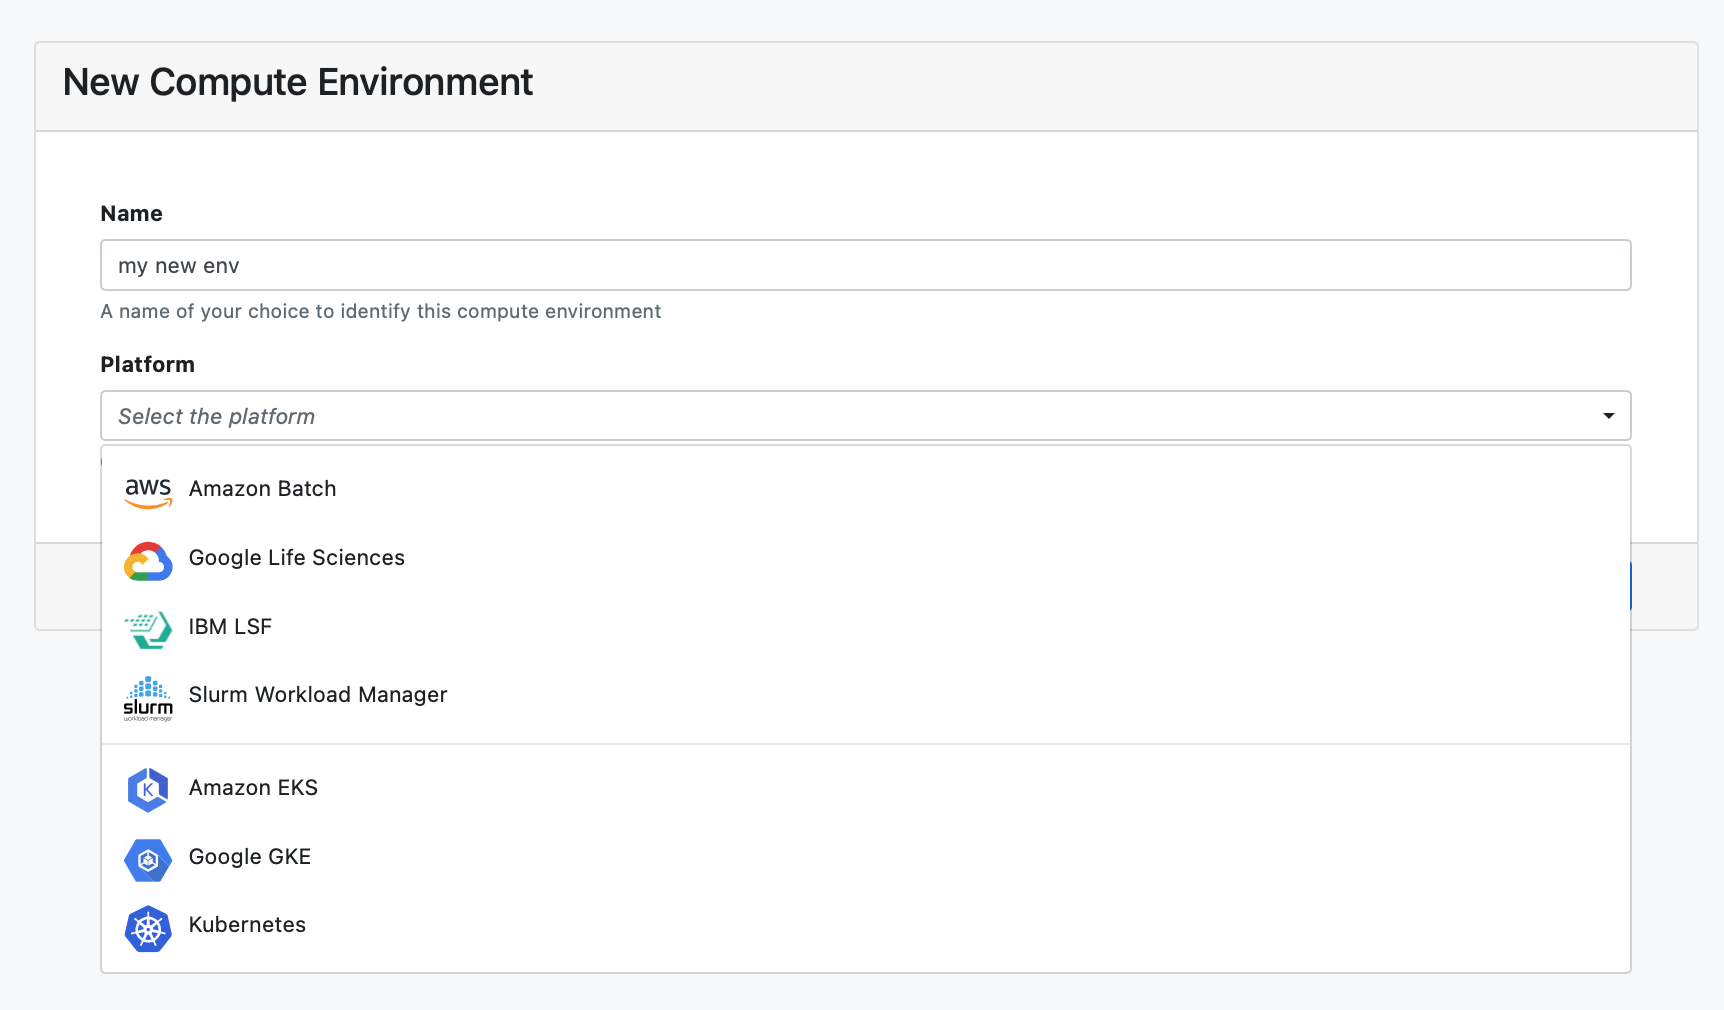 New Compute Environment
Name
my new env
A name of your choice to identify this compute environment
Platform
Select the platform
aws Amazon Batch
Google Life Sciences
IBM LSF
slurm workload manager Slurm Workload Manager
K Amazon EKS
Google GKE
Kubernetes